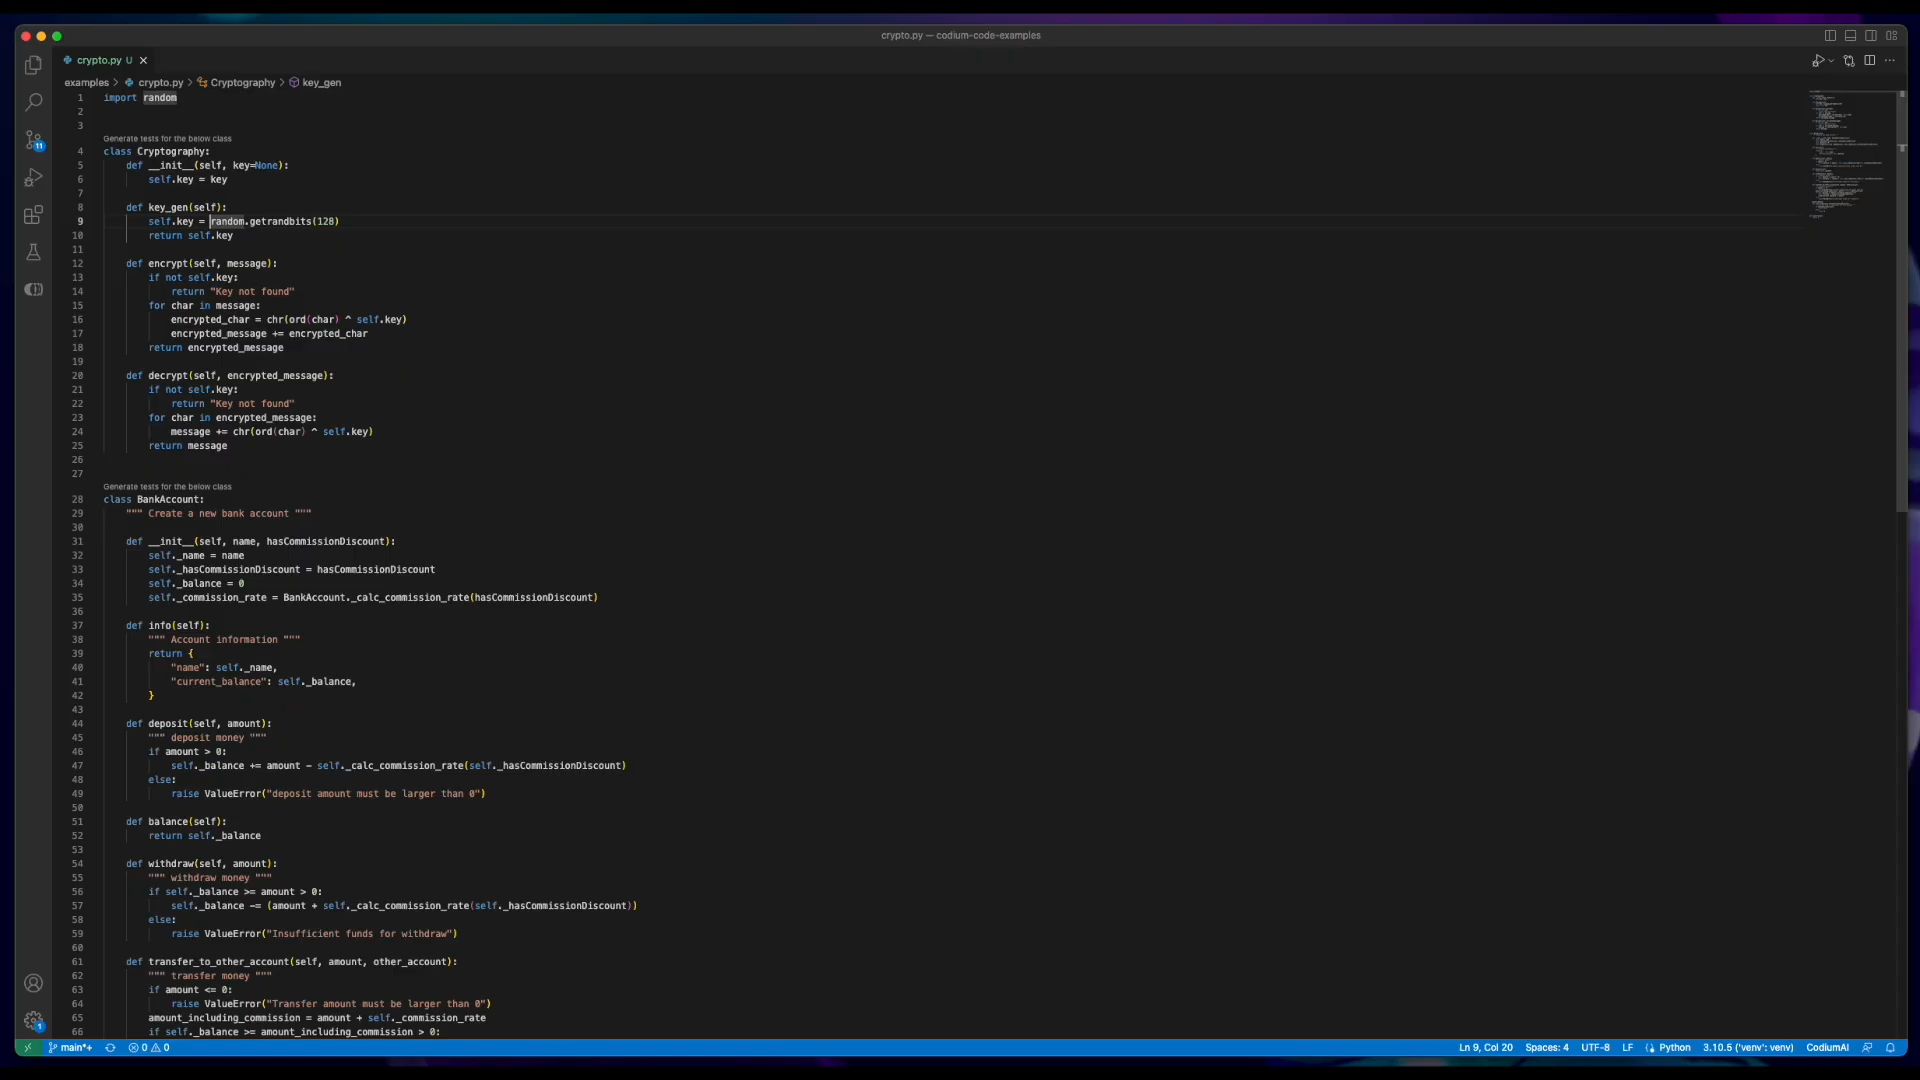 crypto.py — codium-code-examples
crypto.py U
examples > crypto.py > Cryptography > key_gen
1 import random
2
3
Generate tests for the below class
4 class Cryptography:
5 def __init__(self, key=None):
6 self.key = key
7
8 def key_gen(self):
9 self.key = random.getrandbits(128)
10 return self.key
11
12 def encrypt(self, message):
13 if not self.key:
14 return "Key not found"
15 for char in message:
16 encrypted_char = chr(ord(char) ^ self.key)
17 encrypted_message += encrypted_char
18 return encrypted_message
19
20 def decrypt(self, encrypted_message):
21 if not self.key:
22 return "Key not found"
23 for char in encrypted_message:
24 message += chr(ord(char) ^ self.key)
25 return message
26
27
Generate tests for the below class
28 class BankAccount:
29 """ Create a new bank account """
30
31 def __init__(self, name, hasCommissionDiscount):
32 self._name = name
33 self._hasCommissionDiscount = hasCommissionDiscount
34 self._balance = 0
35 self._commission_rate = BankAccount._calc_commission_rate(hasCommissionDiscount)
36
37 def info(self):
38 """ Account information """
39 return {
40 "name": self._name,
41 "current_balance": self._balance,
42 }
43
44 def deposit(self, amount):
45 """ deposit money """
46 if amount > 0:
47 self._balance += amount - self._calc_commission_rate(self._hasCommissionDiscount)
48 else:
49 raise ValueError("deposit amount must be larger than 0")
50
51 def balance(self):
52 return self._balance
53
54 def withdraw(self, amount):
55 """ withdraw money """
56 if self._balance >= amount > 0:
57 self._balance -= (amount + self._calc_commission_rate(self._hasCommissionDiscount))
58 else:
59 raise ValueError("Insufficient funds for withdraw")
60
61 def transfer_to_other_account(self, amount, other_account):
62 """ transfer money """
63 if amount <= 0:
64 raise ValueError("Transfer amount must be larger than 0")
65 amount_including_commission = amount + self._commission_rate
66 if self._balance >= amount_including_commission > 0:
11
1
main*+ 0 0 Ln 9, Col 20 Spaces: 4 UTF-8 LF Python 3.10.5 ('venv': venv) CodiumAI